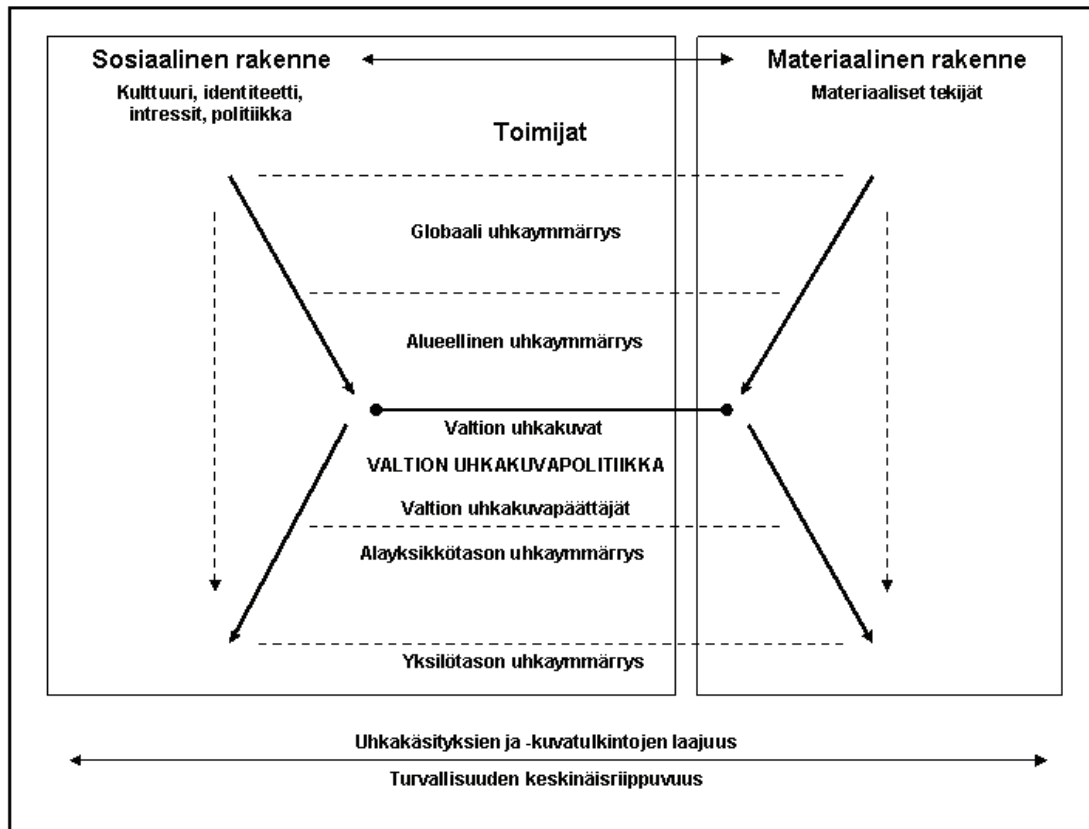 Sosiaalinen rakenne
Kulttuuri, identiteetti,
intressit, politiikka
Materiaalinen rakenne
Materiaaliset tekijät
Toimijat
Globaali uhkaymmärrys
Alueellinen uhkaymmärrys
Valtion uhkakuvat
VALTION UHKAKUVAPOLITIIKKA
Valtion uhkakuvapäättäjät
Alayksikkötason uhkaymmärrys
Yksilötason uhkaymmärrys
Uhkakäsityksien ja -kuvatulkintojen laajuus
Turvallisuuden keskinäisriippuvuus